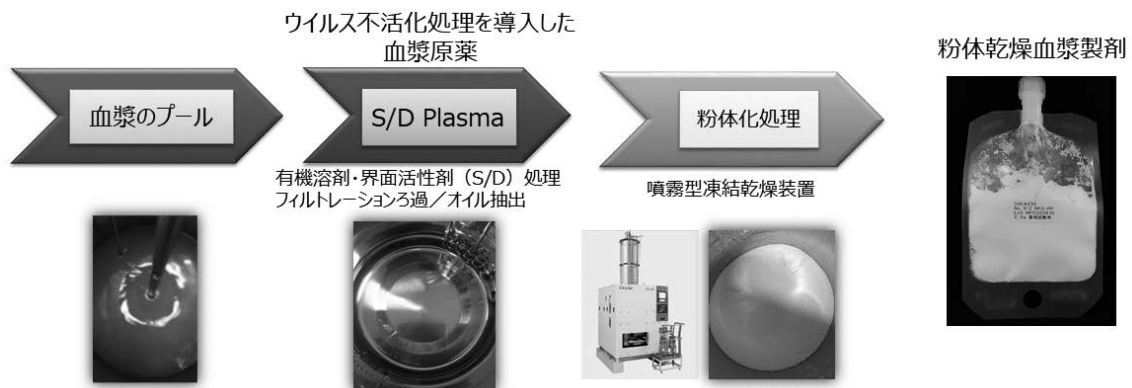 ウイルス不活化処理を導入した
血漿原薬
粉体乾燥血漿製剤
血漿のプール
S/D Plasma
粉体化処理
有機溶剤・界面活性剤(S/D)処理
フィルトレーションろ過/オイル抽出
噴霧型凍結乾燥装置